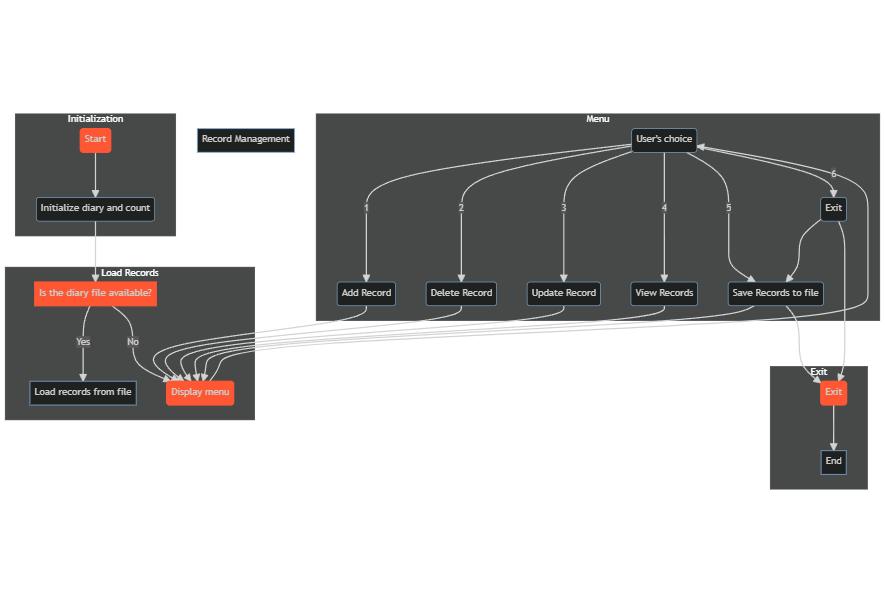 Initialization
Start
Initialize diary and count
Record Management
Load Records
Is the diary file available?
Yes
No
Load records from file
Display menu
Menu
User's choice
1
2
3
4
5
6
Exit
Add Record
Delete Record
Update Record
View Records
Save Records to file
Exit
Exit
End